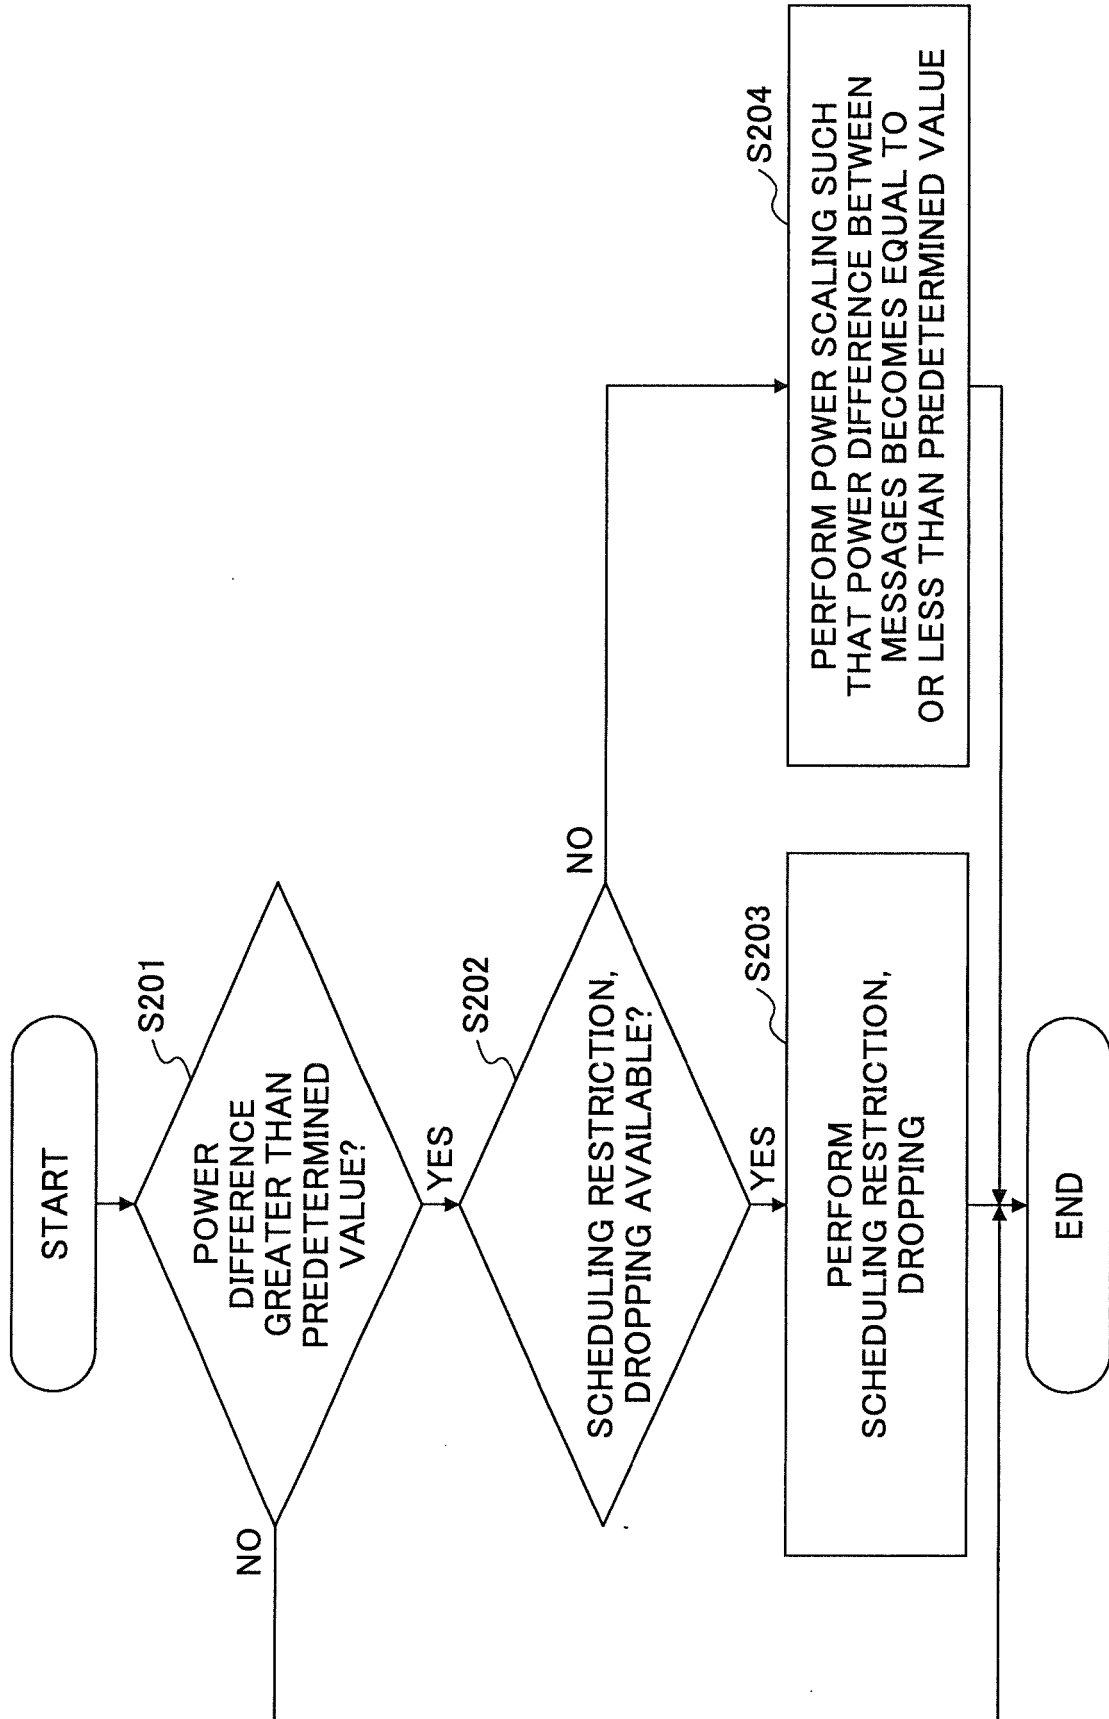 START
S201
POWER
DIFFERENCE
GREATER THAN
PREDETERMINED
VALUE?
NO
YES
S202
SCHEDULING RESTRICTION,
DROPPING AVAILABLE?
NO
YES
S203
PERFORM
SCHEDULING RESTRICTION,
DROPPING
S204
PERFORM POWER SCALING SUCH
THAT POWER DIFFERENCE BETWEEN
MESSAGES BECOMES EQUAL TO
OR LESS THAN PREDETERMINED VALUE
END